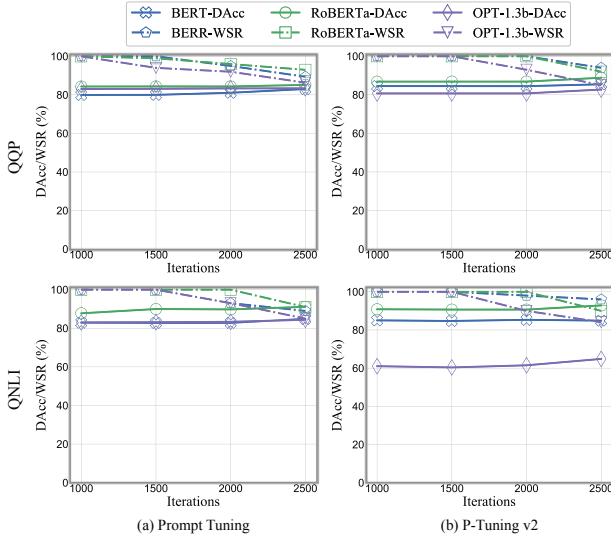 BERT-DAcc RoBERTa-DAcc OPT-1.3b-DAcc
BERR-WSR RoBERTa-WSR OPT-1.3b-WSR
QQP
DAcc/WSR (%)
100
80
60
40
20
0
1000 1500 2000 2500
Iterations
DAcc/WSR (%)
100
80
60
40
20
0
1000 1500 2000 2500
Iterations
QNLI
DAcc/WSR (%)
100
80
60
40
20
0
1000 1500 2000 2500
Iterations
DAcc/WSR (%)
100
80
60
40
20
0
1000 1500 2000 2500
Iterations
(a) Prompt Tuning
(b) P-Tuning v2